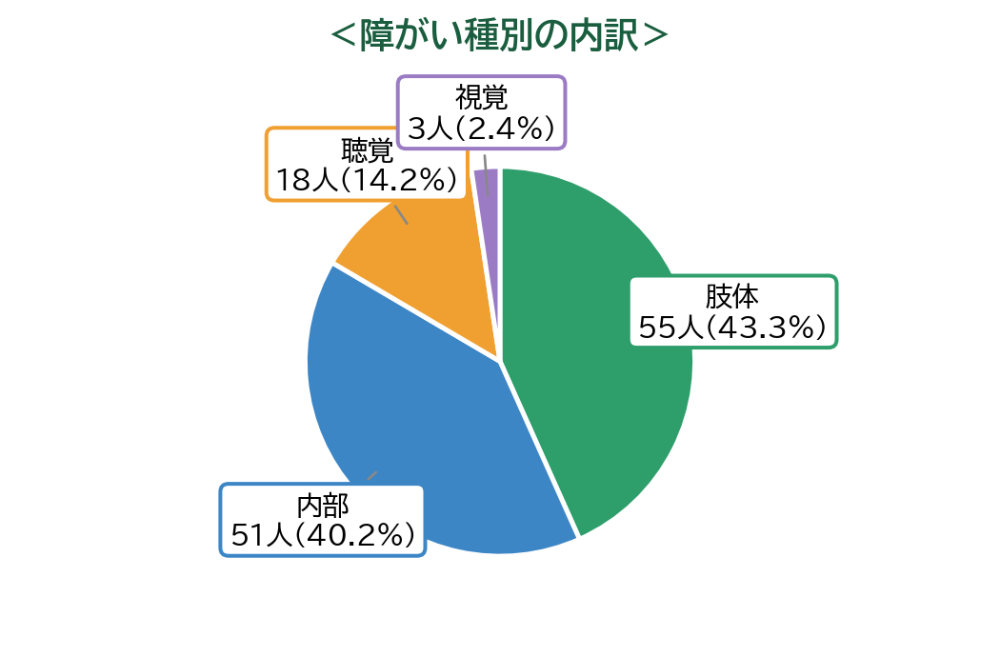 ＜障がい種別の内訳＞
視覚
3人(2.4%)
聴覚
18人(14.2%)
肢体
55人(43.3%)
内部
51人(40.2%)